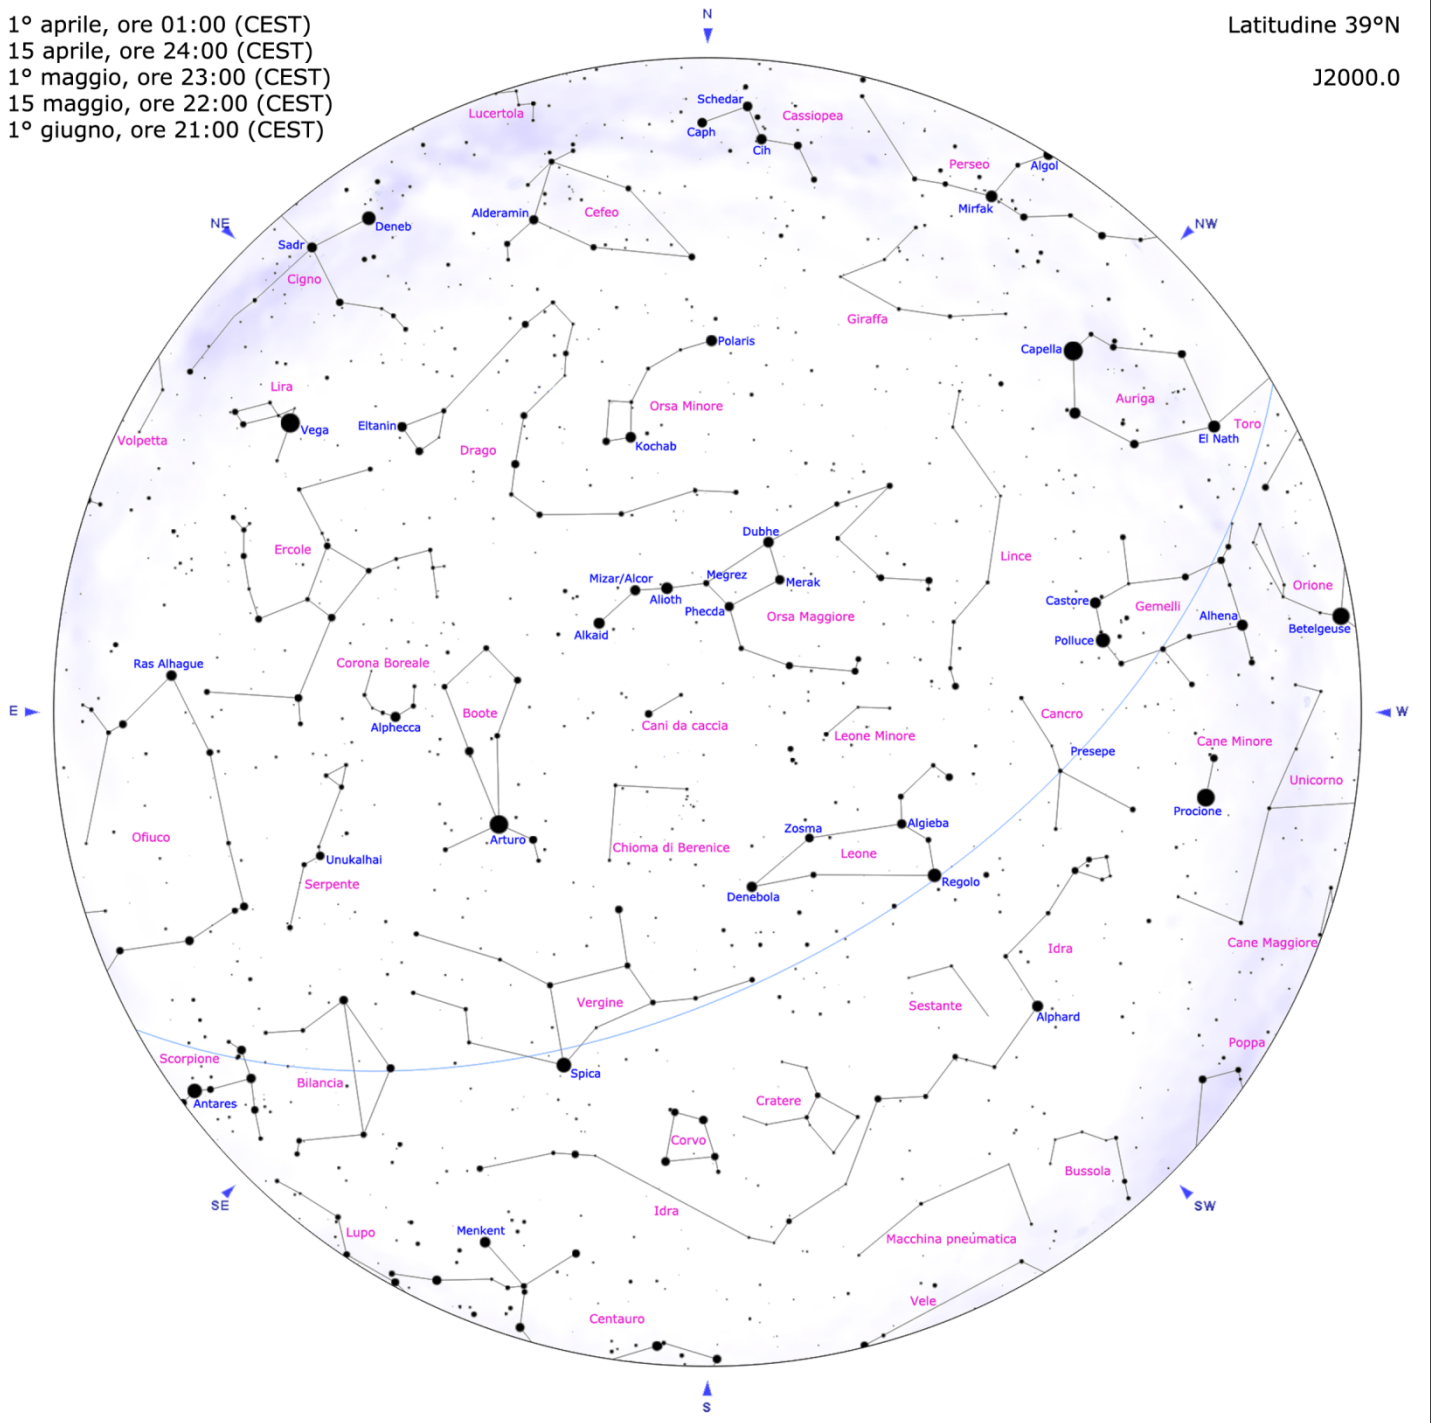 1° aprile, ore 01:00 (CEST)
15 aprile, ore 24:00 (CEST)
1° maggio, ore 23:00 (CEST)
15 maggio, ore 22:00 (CEST)
1° giugno, ore 21:00 (CEST)
Latitudine 39°N
J2000.0
N
Schedar
Cassiopea
Lucertola
Caph
Cih
Perseo
Algol
Mirfak
Alderamin
Cefeo
NE
Deneb
NW
Sadr
Cigno
Giraffa
Polaris
Capella
Lira
Orsa Minore
Auriga
Vega
Eltanin
Toro
Volpetta
Drago
Kochab
El Nath
Dubhe
Ercole
Lince
Mizar/Alcor
Megrez
Merak
Orione
Alioth
Castore
Gemelli
Phecda
Orsa Maggiore
Alhena
Betelgeuse
Alkaid
Polluce
Ras Alhague
Corona Boreale
E
Boote
Cancro
W
Alphecca
Cani da caccia
Leone Minore
Cane Minore
Presepe
Unicorno
Procione
Zosma
Algieba
Ofiuco
Arturo
Chioma di Berenice
Leone
Unukalhai
Serpente
Regolo
Denebola
Idra
Cane Maggiore
Vergine
Sestante
Alphard
Scorpione
Poppa
Bilancia
Spica
Antares
Cratere
Corvo
Bussola
SE
SW
Idra
Lupo
Menkent
Macchina pneumatica
Vele
Centauro
S